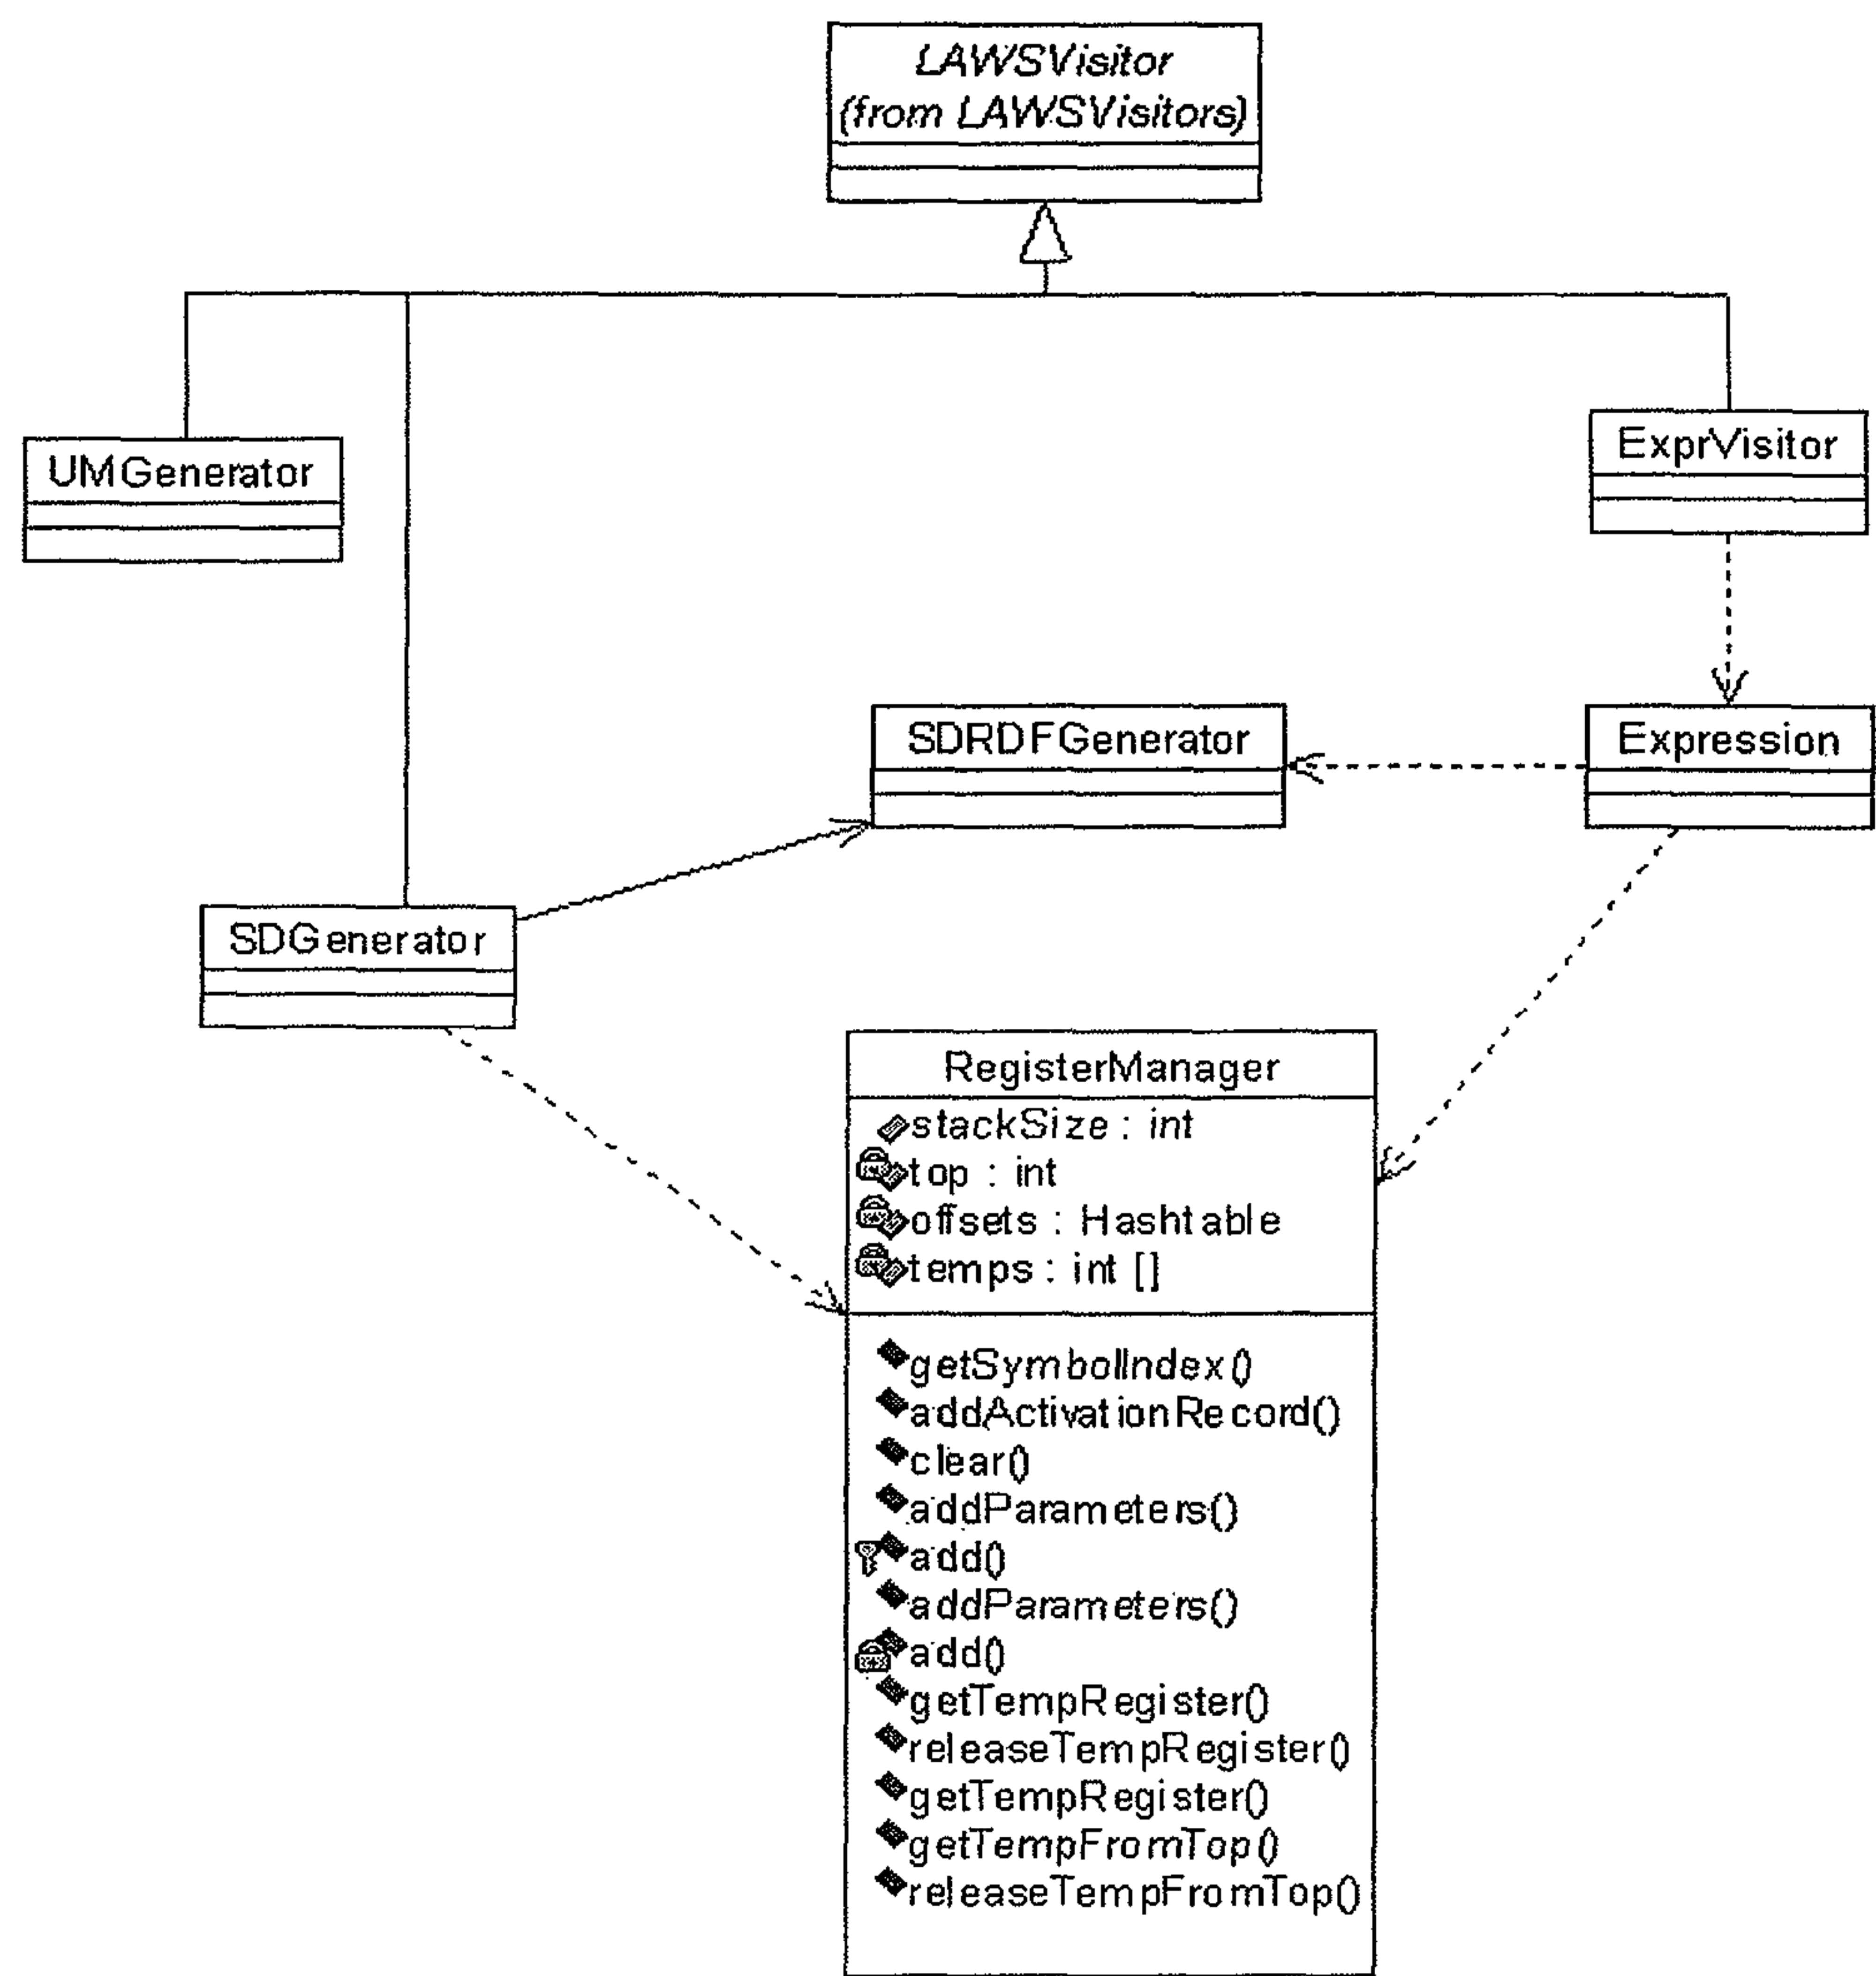 LAWSVisitor
(from LAWSVisitors)
UMGenerator
ExprVisitor
SDRDFGenerator
Expression
SDGenerator
RegisterManager
stackSize : int
top : int
offsets : Hashtable
temps : int []
getSymbolIndex()
addActivationRecord()
clear()
addParameters()
add()
addParameters()
add()
getTempRegister()
releaseTempRegister()
getTempRegister()
getTempFromTop()
releaseTempFromTop()